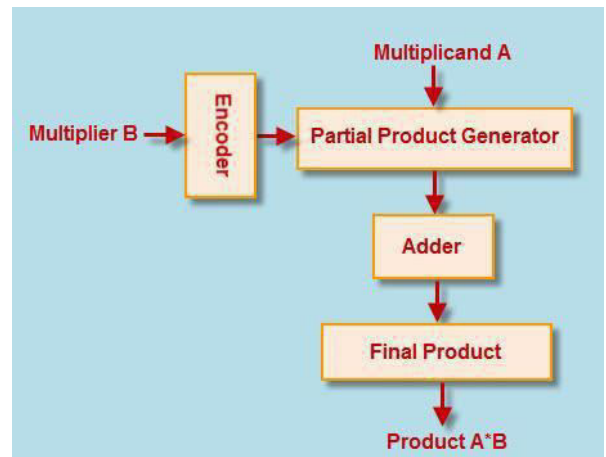 Multiplicand A
Multiplier B
Encoder
Partial Product Generator
Adder
Final Product
Product A*B